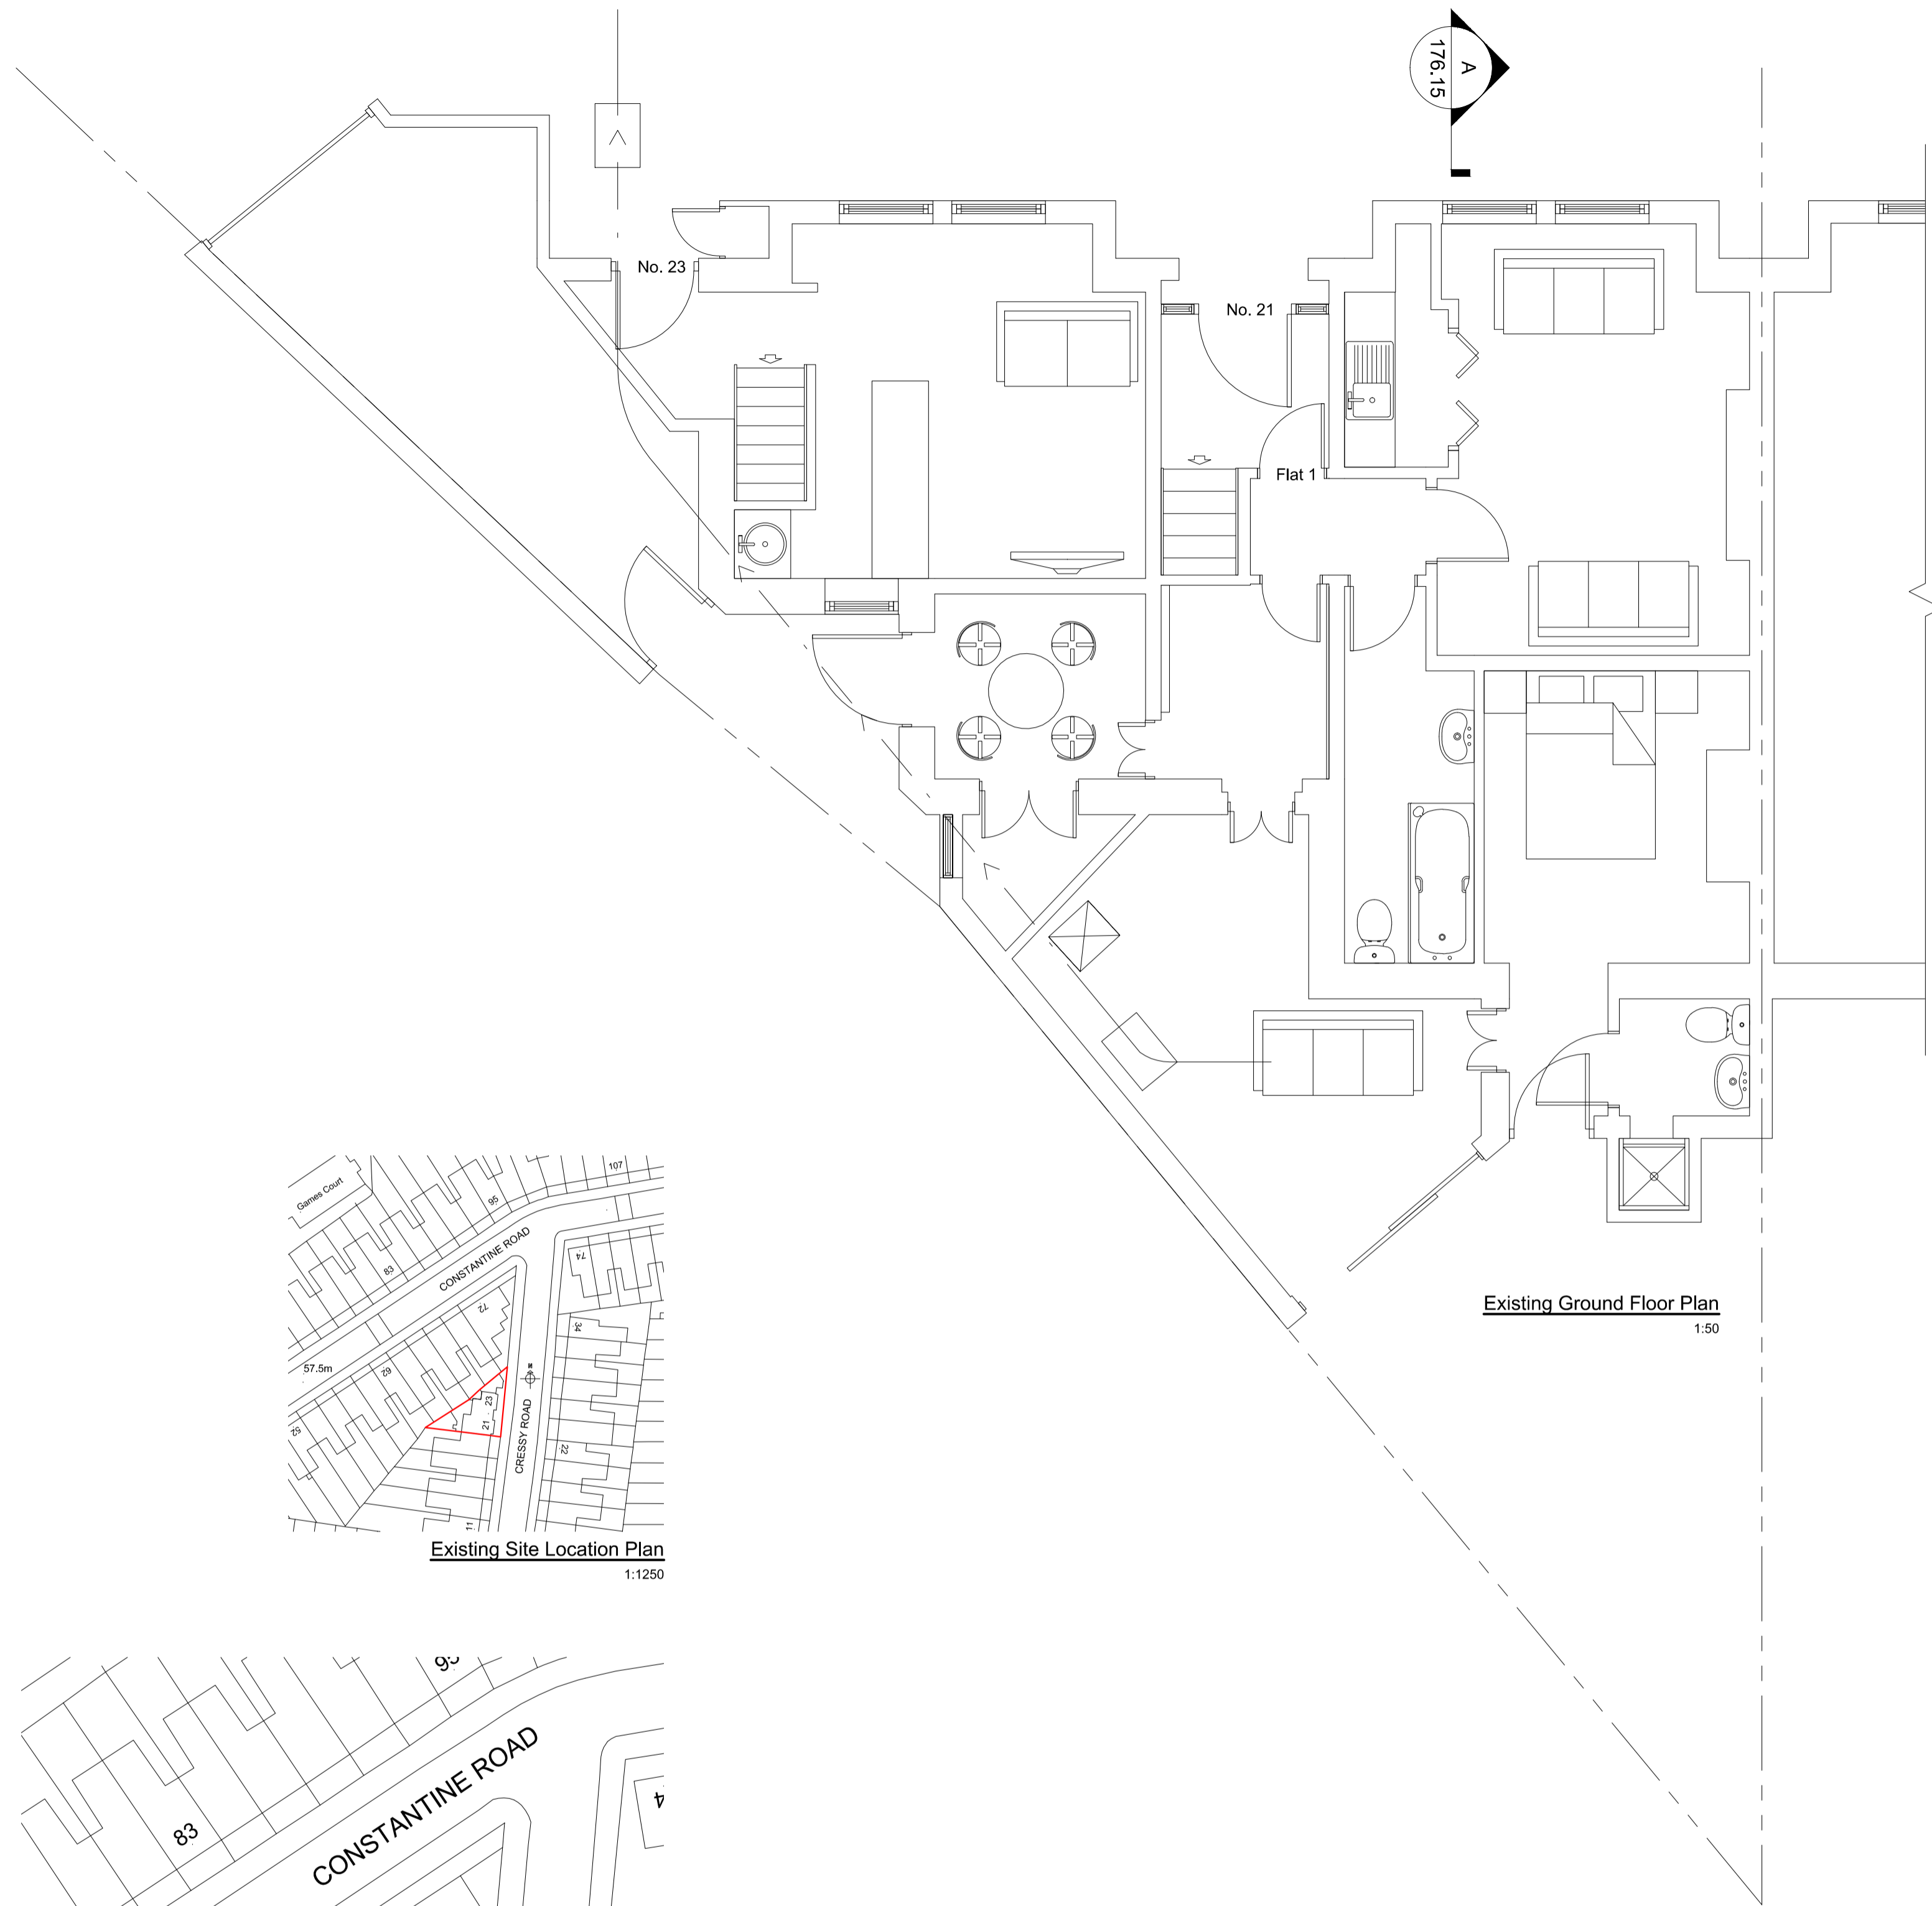 A
176.15
No. 23
No. 21
Flat 1
Existing Ground Floor Plan
1:50
Games Court
107
95
83
CONSTANTINE ROAD
74
72
34
57.5m
62
N
23
21
52
CRESSY ROAD
22
11
Existing Site Location Plan
1:1250
95
CONSTANTINE ROAD
83